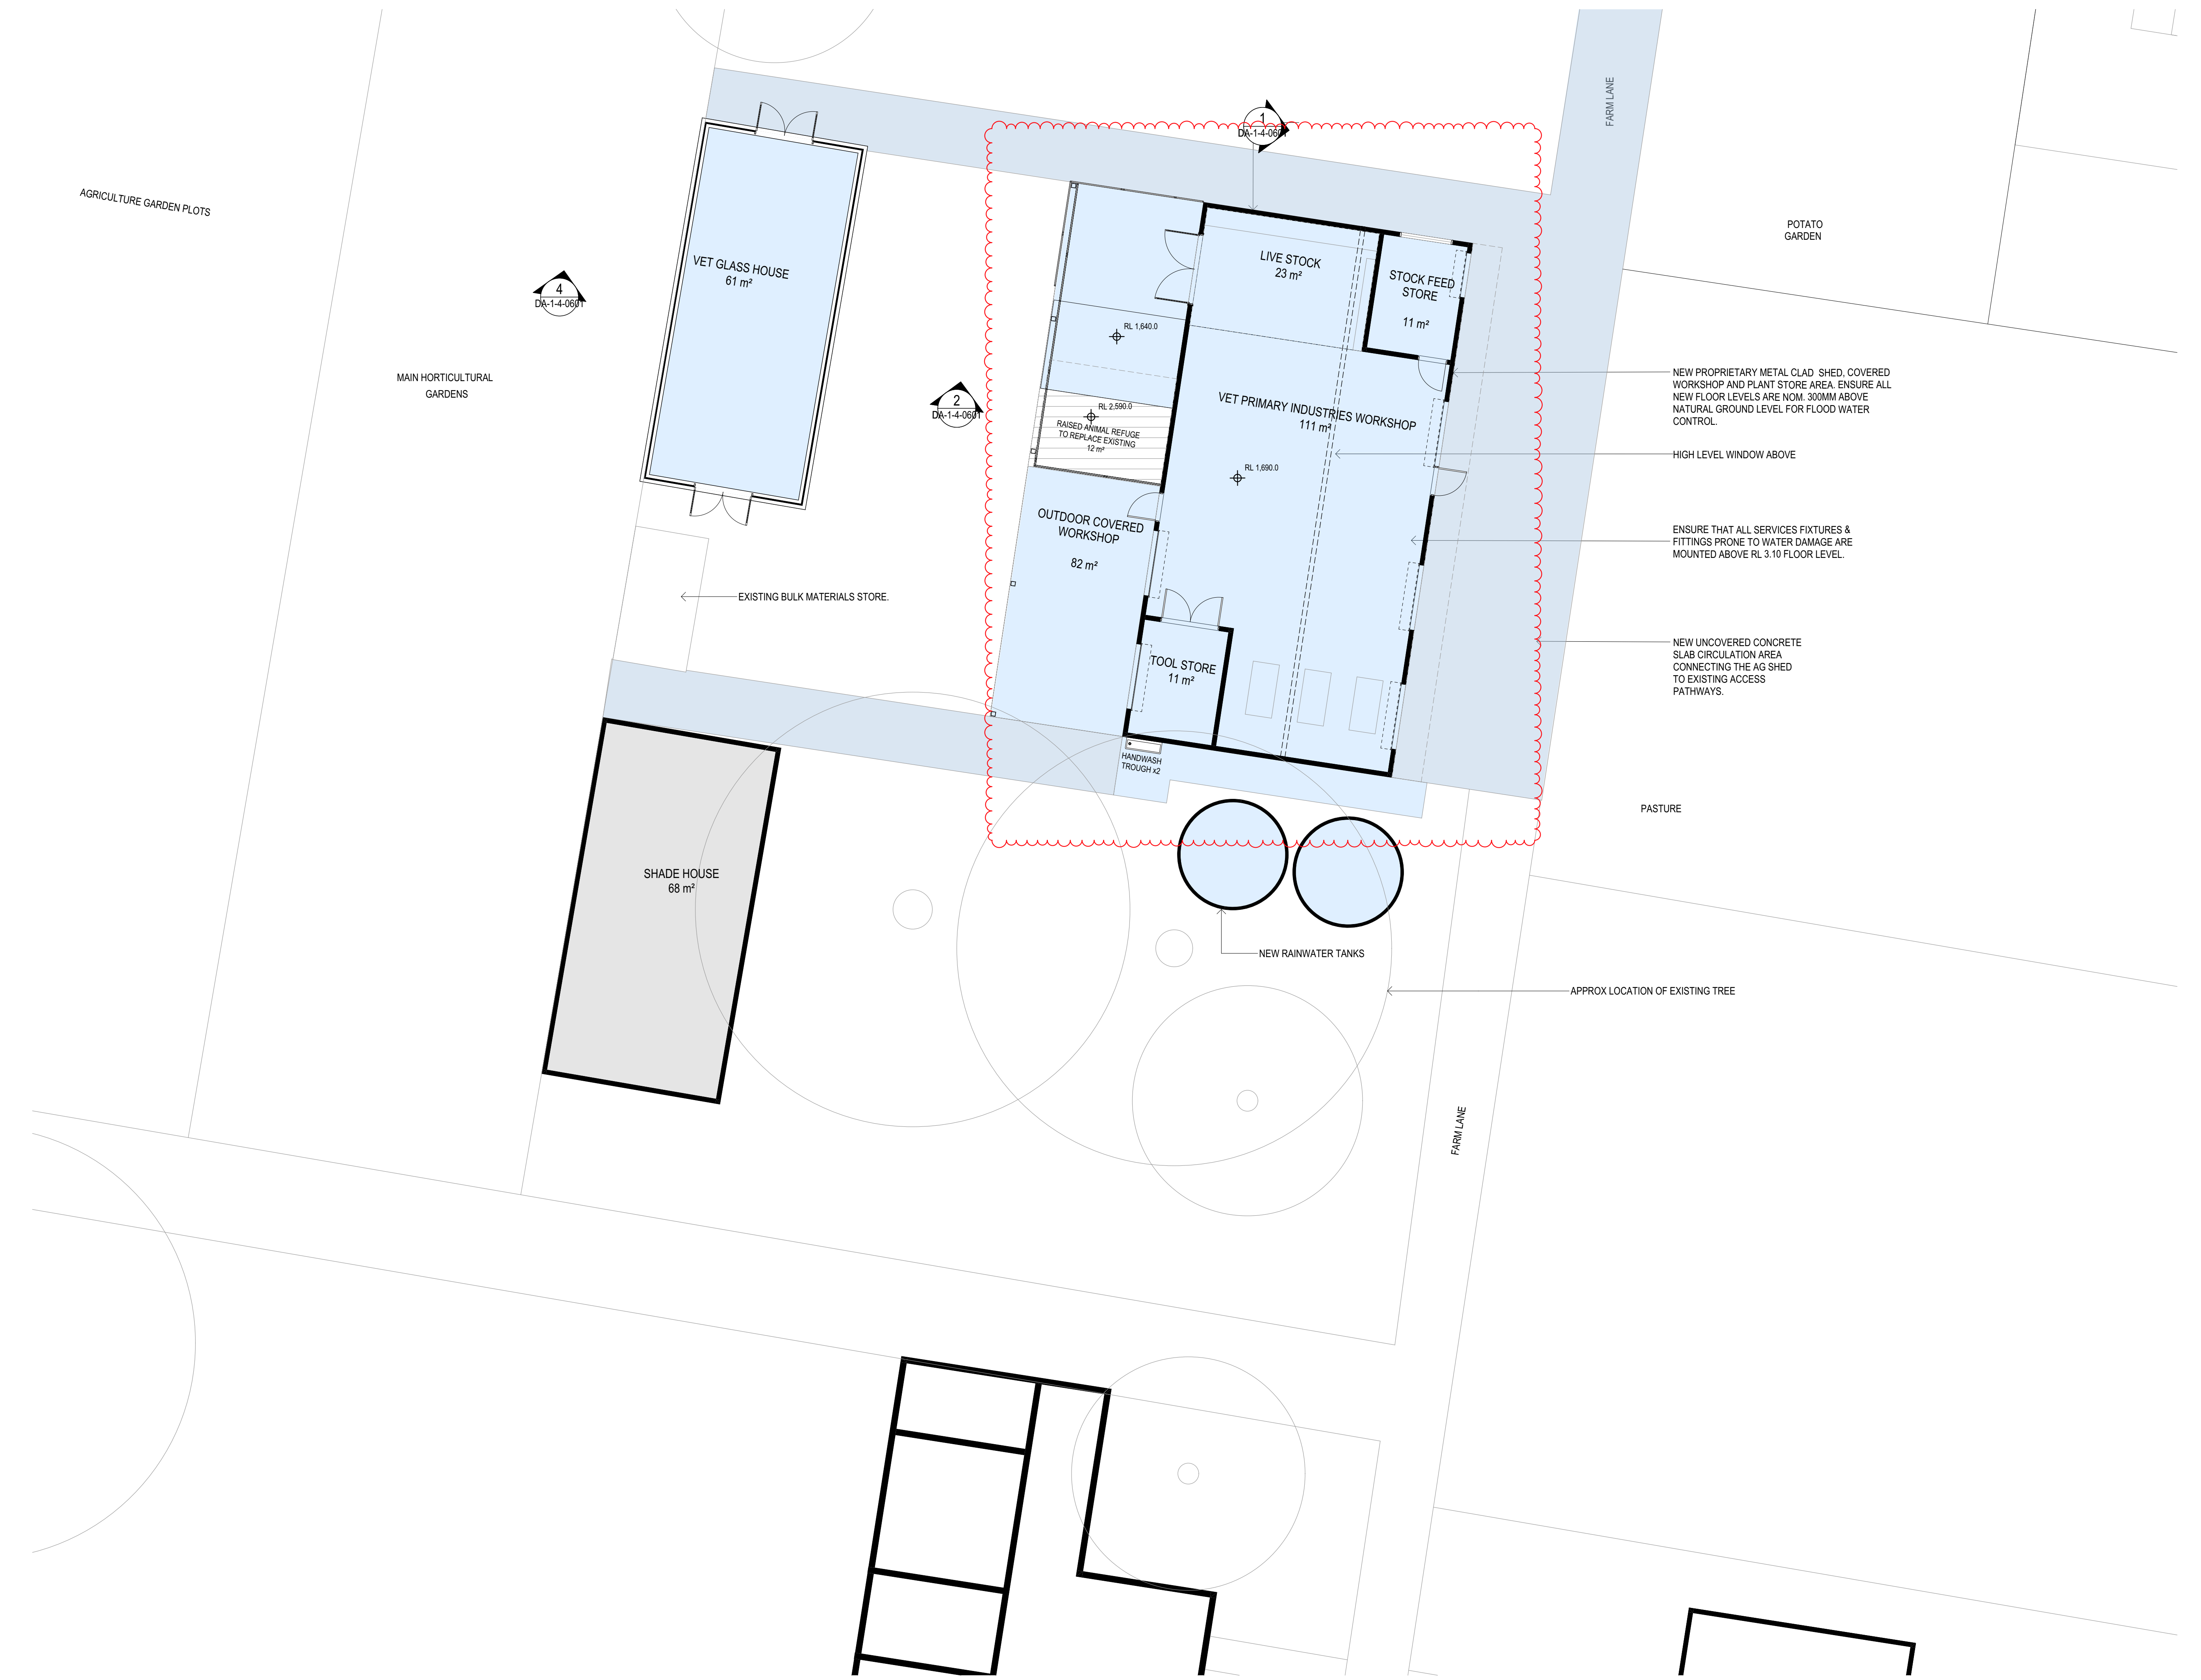 FARM LANE
1
DA-1-4-0601
AGRICULTURE GARDEN PLOTS
POTATO
GARDEN
VET GLASS HOUSE
61 m²
LIVE STOCK
23 m²
STOCK FEED
STORE
11 m²
4
DA-1-4-0601
RL 1,640.0
MAIN HORTICULTURAL
GARDENS
2
DA-1-4-0601
RL 2,590.0
RAISED ANIMAL REFUGE
TO REPLACE EXISTING
12 m²
VET PRIMARY INDUSTRIES WORKSHOP
111 m²
RL 1,690.0
NEW PROPRIETARY METAL CLAD SHED, COVERED
WORKSHOP AND PLANT STORE AREA. ENSURE ALL
NEW FLOOR LEVELS ARE NOM. 300MM ABOVE
NATURAL GROUND LEVEL FOR FLOOD WATER
CONTROL.
HIGH LEVEL WINDOW ABOVE
OUTDOOR COVERED
WORKSHOP
82 m²
ENSURE THAT ALL SERVICES FIXTURES &
FITTINGS PRONE TO WATER DAMAGE ARE
MOUNTED ABOVE RL 3.10 FLOOR LEVEL.
EXISTING BULK MATERIALS STORE.
TOOL STORE
11 m²
NEW UNCOVERED CONCRETE
SLAB CIRCULATION AREA
CONNECTING THE AG SHED
TO EXISTING ACCESS
PATHWAYS.
HANDWASH
TROUGH x2
PASTURE
SHADE HOUSE
68 m²
NEW RAINWATER TANKS
APPROX LOCATION OF EXISTING TREE
FARM LANE